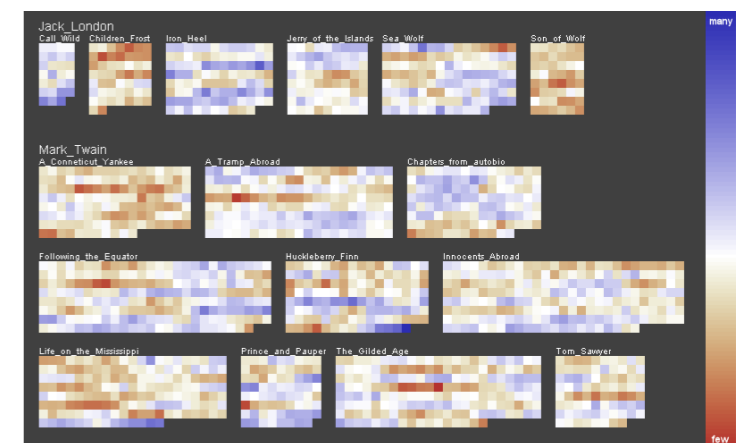 many
Jack_London
Call_Wild Children_Frost Iron_Heel Jerry_of_the_Islands Sea_Wolf Son_of_Wolf
Mark_Twain
A_Conneticut_Yankee A_Tramp_Abroad Chapters_from_autobio
Following_the_Equator Huckleberry_Finn Innocents_Abroad
Life_on_the_Mississippi Prince_and_Pauper The_Gilded_Age Tom_Sawyer
few